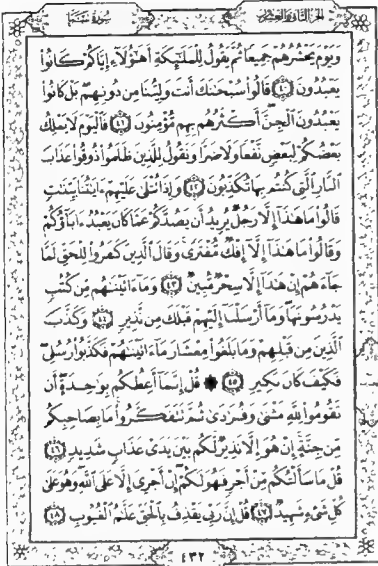 الجزء الثاني والعشرون سورة سبإ
وَيَوْمَ يَحْشُرُهُمْ جَمِيعًا ثُمَّ يَقُولُ لِلْمَلَٰٓئِكَةِ أَهَٰٓؤُلَآءِ إِيَّاكُمْ كَانُوا۟
يَعْبُدُونَ ٤٠ قَالُوا۟ سُبْحَٰنَكَ أَنتَ وَلِيُّنَا مِن دُونِهِم بَلْ كَانُوا۟
يَعْبُدُونَ ٱلْجِنَّ أَكْثَرُهُم بِهِم مُّؤْمِنُونَ ٤١ فَٱلْيَوْمَ لَا يَمْلِكُ
بَعْضُكُمْ لِبَعْضٍ نَّفْعًا وَلَا ضَرًّا وَنَقُولُ لِلَّذِينَ ظَلَمُوا۟ ذُوقُوا۟ عَذَابَ
ٱلنَّارِ ٱلَّتِى كُنتُم بِهَا تُكَذِّبُونَ ٤٢ وَإِذَا تُتْلَىٰ عَلَيْهِمْ ءَايَٰتُنَا بَيِّنَٰتٍ
قَالُوا۟ مَا هَٰذَآ إِلَّا رَجُلٌ يُرِيدُ أَن يَصُدَّكُمْ عَمَّا كَانَ يَعْبُدُ ءَابَآؤُكُمْ
وَقَالُوا۟ مَا هَٰذَآ إِلَّآ إِفْكٌ مُّفْتَرًى وَقَالَ ٱلَّذِينَ كَفَرُوا۟ لِلْحَقِّ لَمَّا
جَآءَهُمْ إِنْ هَٰذَآ إِلَّا سِحْرٌ مُّبِينٌ ٤٣ وَمَآ ءَاتَيْنَٰهُم مِّن كُتُبٍ
يَدْرُسُونَهَا وَمَآ أَرْسَلْنَآ إِلَيْهِمْ قَبْلَكَ مِن نَّذِيرٍ ٤٤ وَكَذَّبَ
ٱلَّذِينَ مِن قَبْلِهِمْ وَمَا بَلَغُوا۟ مِعْشَارَ مَآ ءَاتَيْنَٰهُمْ فَكَذَّبُوا۟ رُسُلِى
فَكَيْفَ كَانَ نَكِيرِ ٤٥ ۞ قُلْ إِنَّمَآ أَعِظُكُم بِوَٰحِدَةٍ أَن
تَقُومُوا۟ لِلَّهِ مَثْنَىٰ وَفُرَٰدَىٰ ثُمَّ تَتَفَكَّرُوا۟ مَا بِصَاحِبِكُم
مِّن جِنَّةٍ إِنْ هُوَ إِلَّا نَذِيرٌ لَّكُم بَيْنَ يَدَىْ عَذَابٍ شَدِيدٍ ٤٦
قُلْ مَا سَأَلْتُكُم مِّنْ أَجْرٍ فَهُوَ لَكُمْ إِنْ أَجْرِىَ إِلَّا عَلَى ٱللَّهِ وَهُوَ عَلَىٰ
كُلِّ شَىْءٍ شَهِيدٌ ٤٧ قُلْ إِنَّ رَبِّى يَقْذِفُ بِٱلْحَقِّ عَلَّٰمُ ٱلْغُيُوبِ ٤٨
٤٣٢